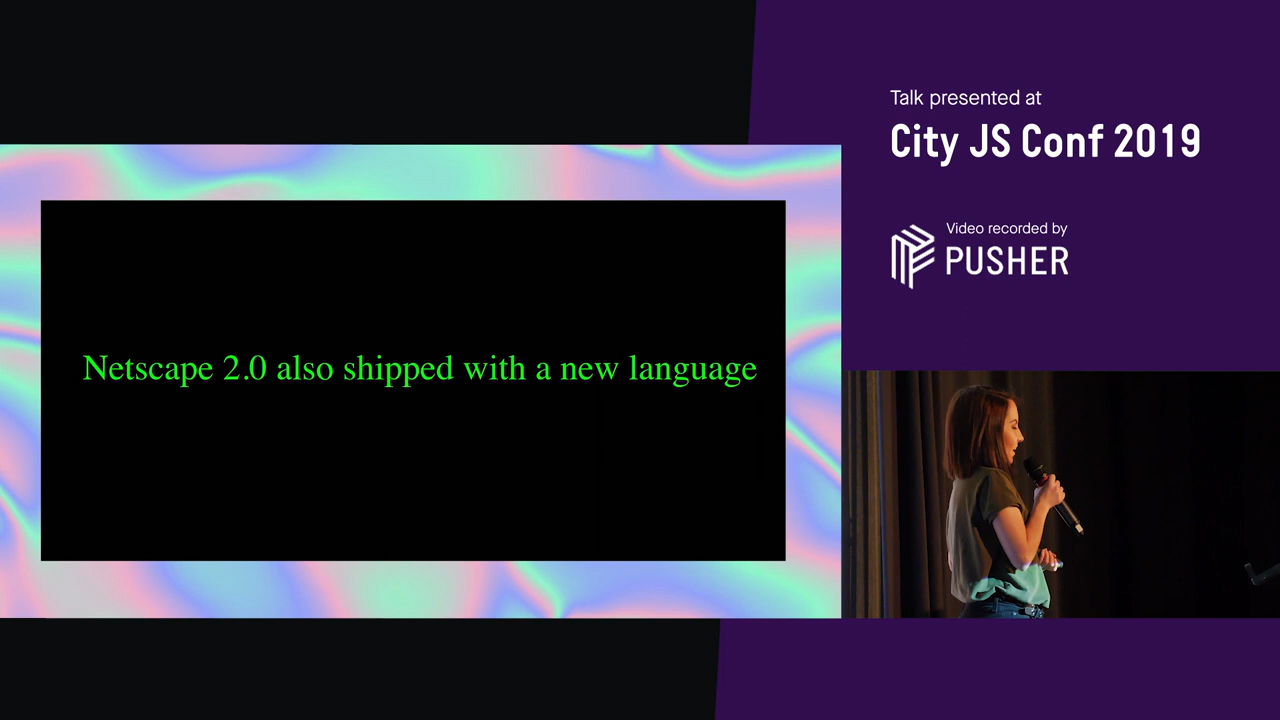 Talk presented at
City JS Conf 2019
Video recorded by
PUSHER
Netscape 2.0 also shipped with a new language